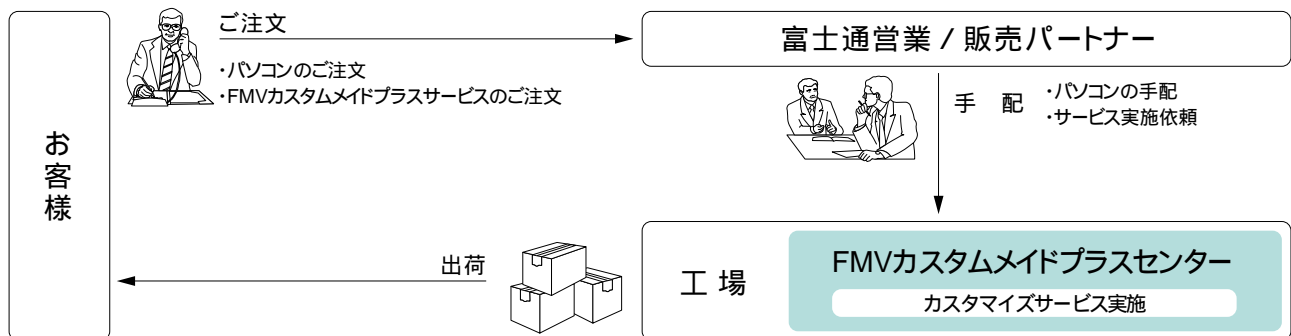 お客様
ご注文
・パソコンのご注文
・FMVカスタムメイドプラスサービスのご注文
富士通営業 / 販売パートナー
手 配
・パソコンの手配
・サービス実施依頼
工 場
FMVカスタムメイドプラスセンター
カスタマイズサービス実施
出荷